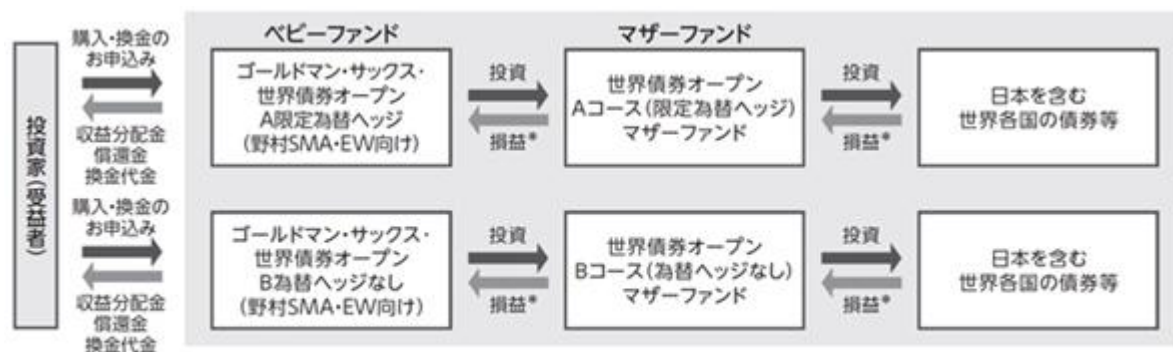 ベビーファンド
マザーファンド
投資家(受益者)
購入・換金の
お申込み
収益分配金
償還金
換金代金
ゴールドマン・サックス・
世界債券オープン
A限定為替ヘッジ
(野村SMA・EW向け)
投資
損益*
世界債券オープン
Aコース(限定為替ヘッジ)
マザーファンド
投資
損益*
日本を含む
世界各国の債券等
購入・換金の
お申込み
収益分配金
償還金
換金代金
ゴールドマン・サックス・
世界債券オープン
B為替ヘッジなし
(野村SMA・EW向け)
投資
損益*
世界債券オープン
Bコース(為替ヘッジなし)
マザーファンド
投資
損益*
日本を含む
世界各国の債券等